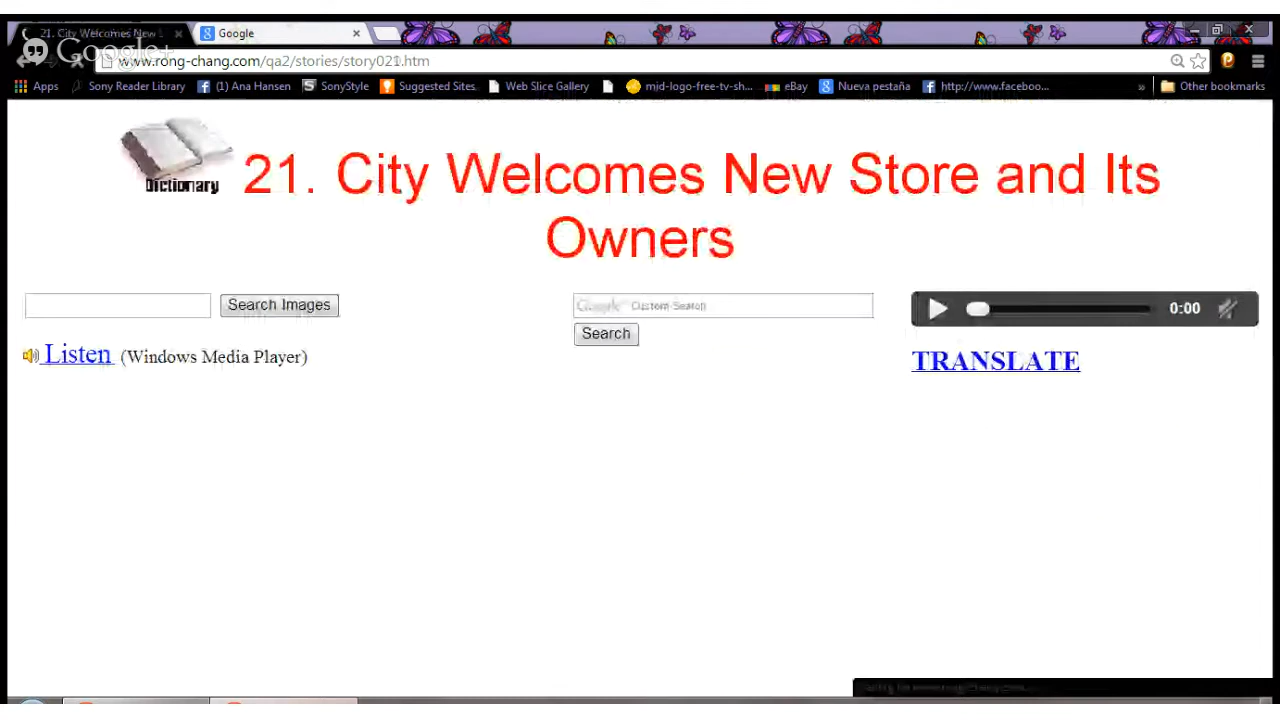 21. City Welcomes New
Google
Google+
www.rong-chang.com/qa2/stories/story021.htm
Apps Sony Reader Library (1) Ana Hansen SonyStyle Suggested Sites Web Slice Gallery mjd-logo-free-tv-sh... eBay Nueva pestaña http://www.faceboo... » Other bookmarks
Dictionary
21. City Welcomes New Store and Its
Owners
Search Images
Google Custom Search
0:00
Search
Listen (Windows Media Player)
TRANSLATE